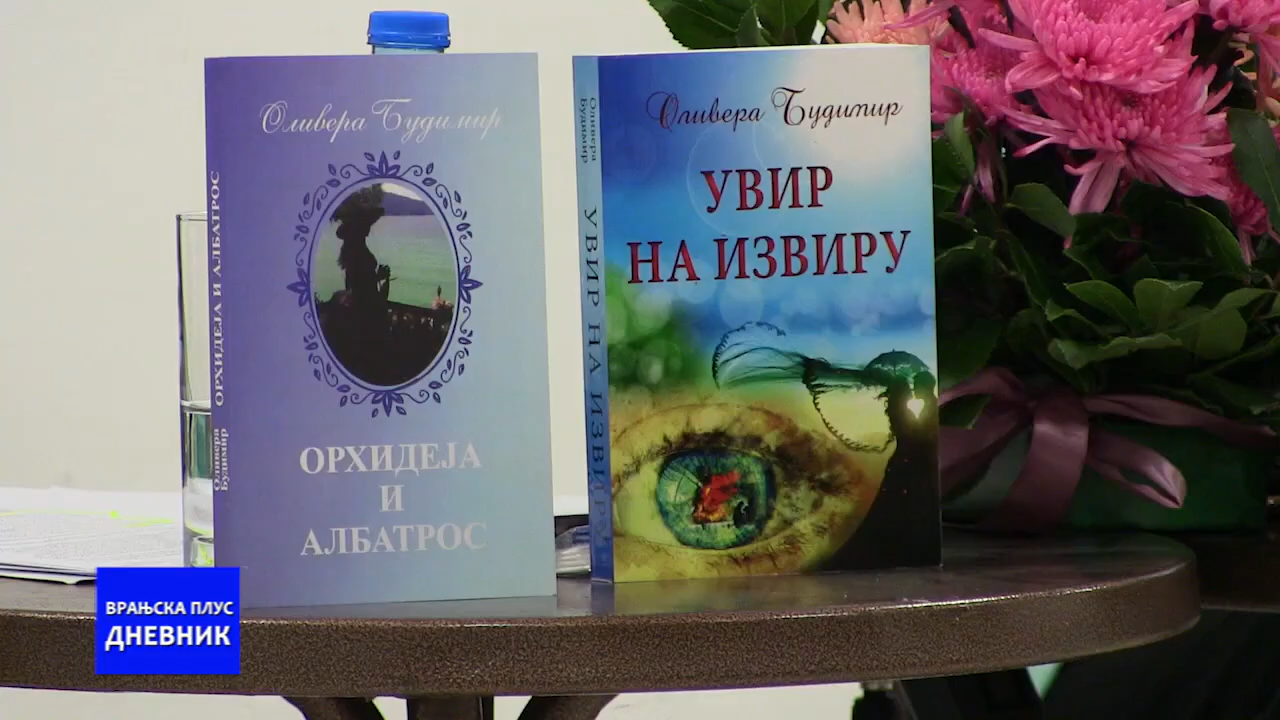 Оливера Будимир
ОРХИДЕЈА
И
АЛБАТРОС
ОРХИДЕЈА И АЛБАТРОС
Оливера
Будимир
Оливера Будимир
УВИР
НА ИЗВИРУ
Оливера
Будимир
УВИР НА ИЗВИРУ
ВРАЊСКА ПЛУС
ДНЕВНИК